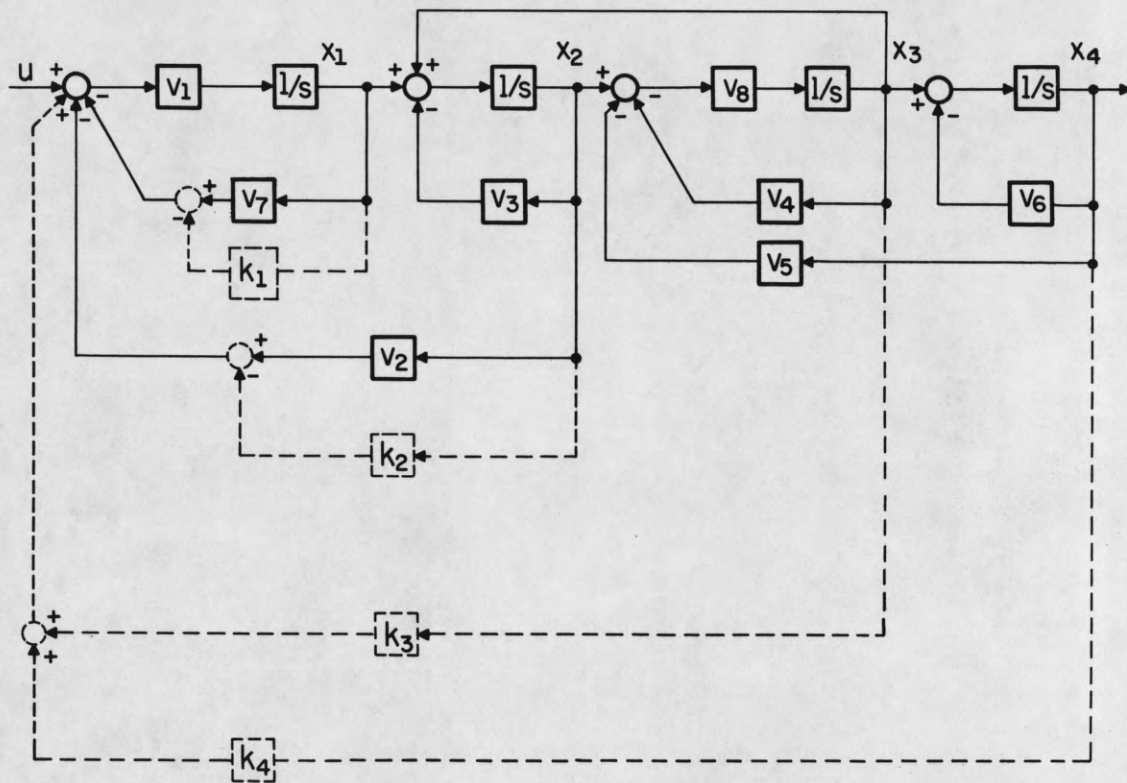 u + - + - V1 1/S X1 + + - 1/S X2 + - - V8 1/S X3 + - 1/S X4
+ - V7 V3 V4 V6
k1 V5
+ - V2
k2
+ + k3
k4